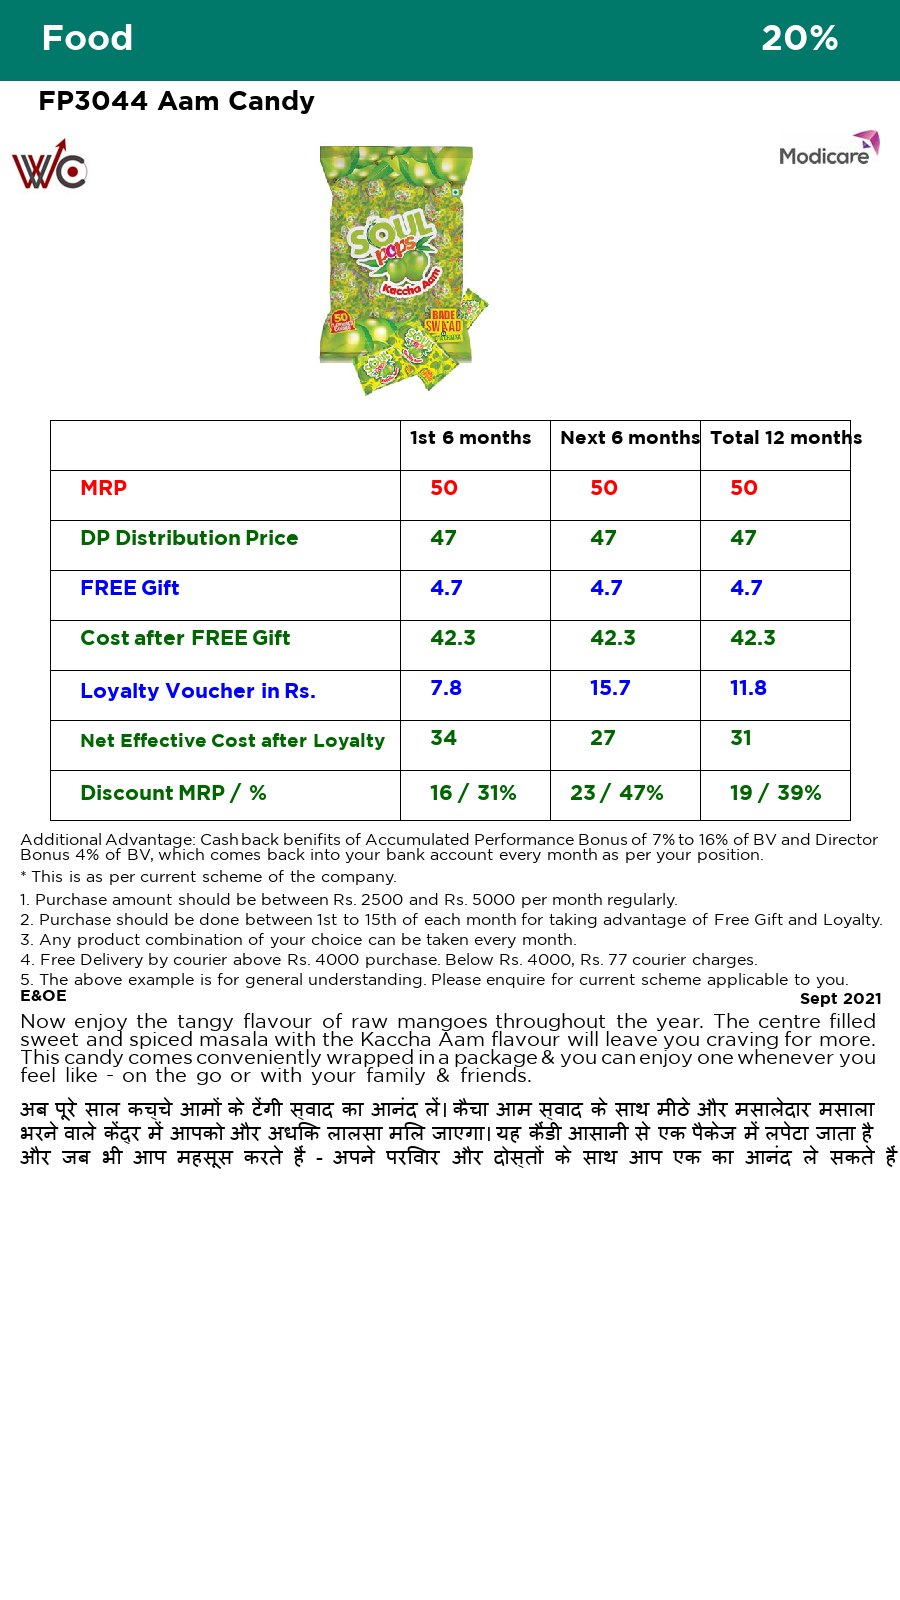 Food 20%
FP3044 Aam Candy
WC
Modicare
SOUL
pops
Kaccha Aam
50
BADE
SWAAD
1st 6 months Next 6 months Total 12 months
MRP 50 50 50
DP Distribution Price 47 47 47
FREE Gift 4.7 4.7 4.7
Cost after FREE Gift 42.3 42.3 42.3
Loyalty Voucher in Rs. 7.8 15.7 11.8
Net Effective Cost after Loyalty 34 27 31
Discount MRP / % 16 / 31% 23 / 47% 19 / 39%
Additional Advantage: Cash back benifits of Accumulated Performance Bonus of 7% to 16% of BV and Director
Bonus 4% of BV, which comes back into your bank account every month as per your position.
* This is as per current scheme of the company.
1. Purchase amount should be between Rs. 2500 and Rs. 5000 per month regularly.
2. Purchase should be done between 1st to 15th of each month for taking advantage of Free Gift and Loyalty.
3. Any product combination of your choice can be taken every month.
4. Free Delivery by courier above Rs. 4000 purchase. Below Rs. 4000, Rs. 77 courier charges.
5. The above example is for general understanding. Please enquire for current scheme applicable to you.
E&OE
Sept 2021
Now enjoy the tangy flavour of raw mangoes throughout the year. The centre filled
sweet and spiced masala with the Kaccha Aam flavour will leave you craving for more.
This candy comes conveniently wrapped in a package & you can enjoy one whenever you
feel like - on the go or with your family & friends.
अब पूरे साल कच्चे आमों के टेंगी स्वाद का आनंद लें। कैचा आम स्वाद के साथ मीठे और मसालेदार मसाला
भरने वाले केंद्र में आपको और अधिक लालसा मिल जाएगा। यह कैंडी आसानी से एक पैकेज में लपेटा जाता है
और जब भी आप महसूस करते हैं - अपने परिवार और दोस्तों के साथ आप एक का आनंद ले सकते हैं